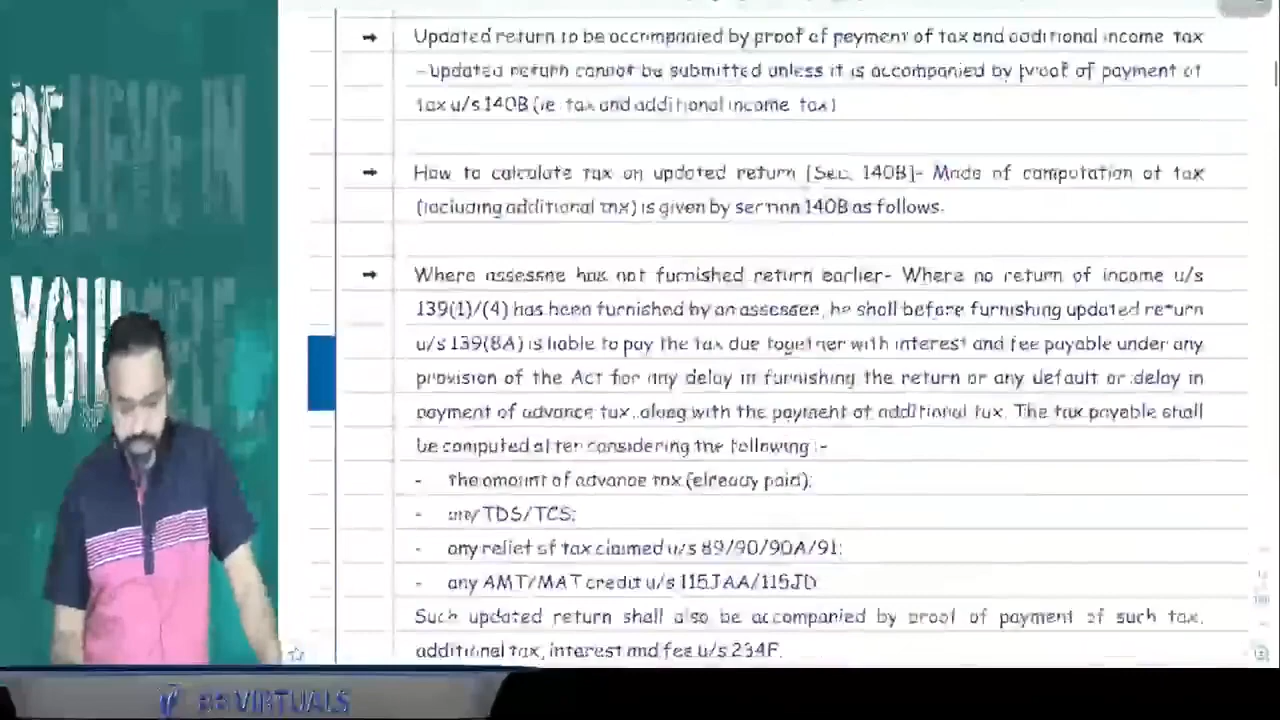 BELIEVE IN
YOURSELF
→ Updated return to be accompanied by proof of payment of tax and additional income tax
- updated return cannot be submitted unless it is accompanied by proof of payment of
tax u/s 140B (ie. tax and additional income tax)
→ How to calculate tax on updated return [Sec. 140B]- Mode of computation of tax
(including additional tax) is given by section 140B as follows.
→ Where assessee has not furnished return earlier- Where no return of income u/s
139(1)/(4) has been furnished by an assessee, he shall before furnishing updated return
u/s 139(8A) is liable to pay the tax due together with interest and fee payable under any
provision of the Act for any delay in furnishing the return or any default or delay in
payment of advance tax, along with the payment of additional tax. The tax payable shall
be computed after considering the following :-
- the amount of advance tax (already paid);
- any TDS/TCS;
- any relief of tax claimed u/s 89/90/90A/91;
- any AMT/MAT credit u/s 115JAA/115JD
Such updated return shall also be accompanied by proof of payment of such tax,
additional tax, interest and fee u/s 234F.
VIRTUALS